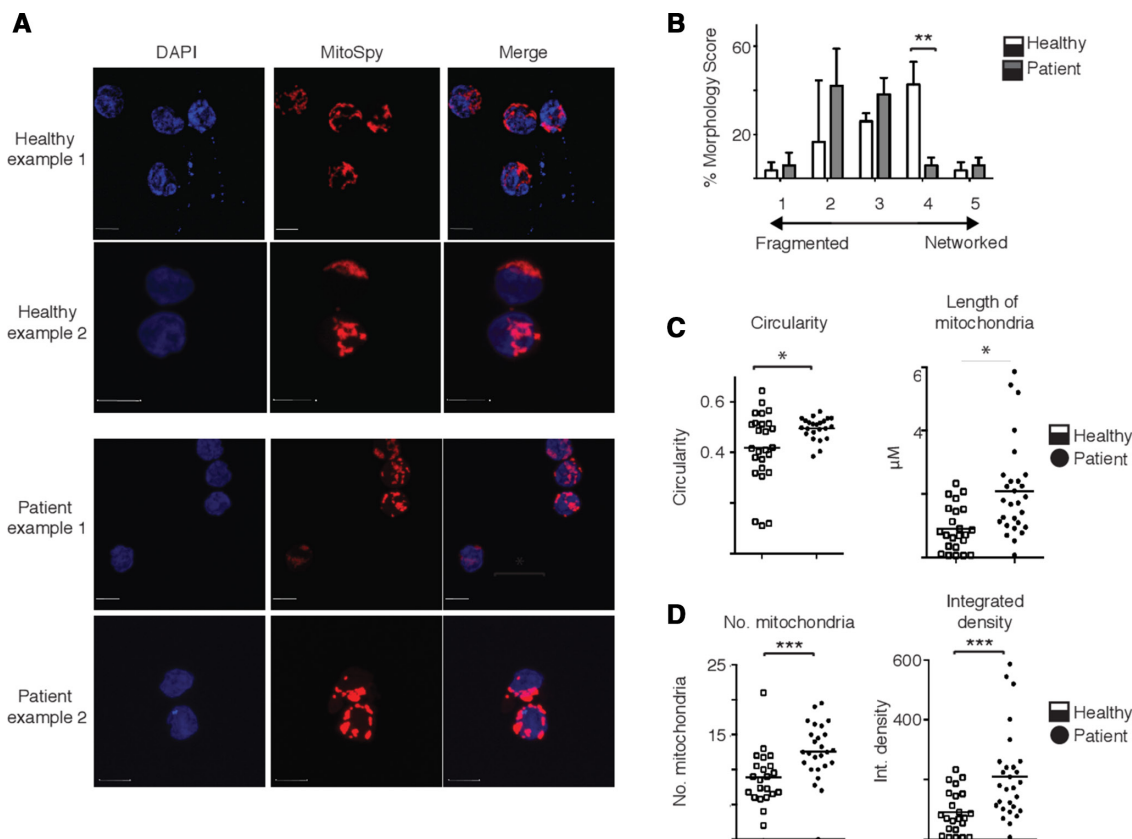 A
DAPI
MitoSpy
Merge
Healthy
example 1
Healthy
example 2
Patient
example 1
*
Patient
example 2
B
% Morphology Score
60
20
**
Healthy
Patient
1
2
3
4
5
Fragmented
Networked
C
Circularity
*
Circularity
0.6
0.4
Length of
mitochondria
*
µM
6
4
Healthy
Patient
D
No. mitochondria
***
No. mitochondria
25
15
5
Integrated
density
***
Int. density
600
400
Healthy
Patient